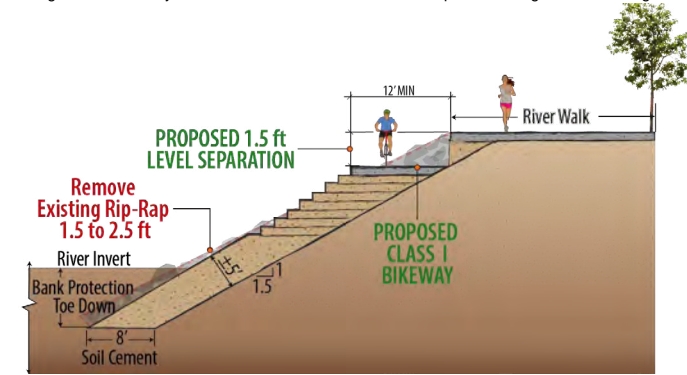 12' MIN
River Walk
PROPOSED 1.5 ft
LEVEL SEPARATION
Remove
Existing Rip-Rap
1.5 to 2.5 ft
PROPOSED
CLASS I
BIKEWAY
River Invert
±5'
1
1.5
Bank Protection
Toe Down
8'
Soil Cement